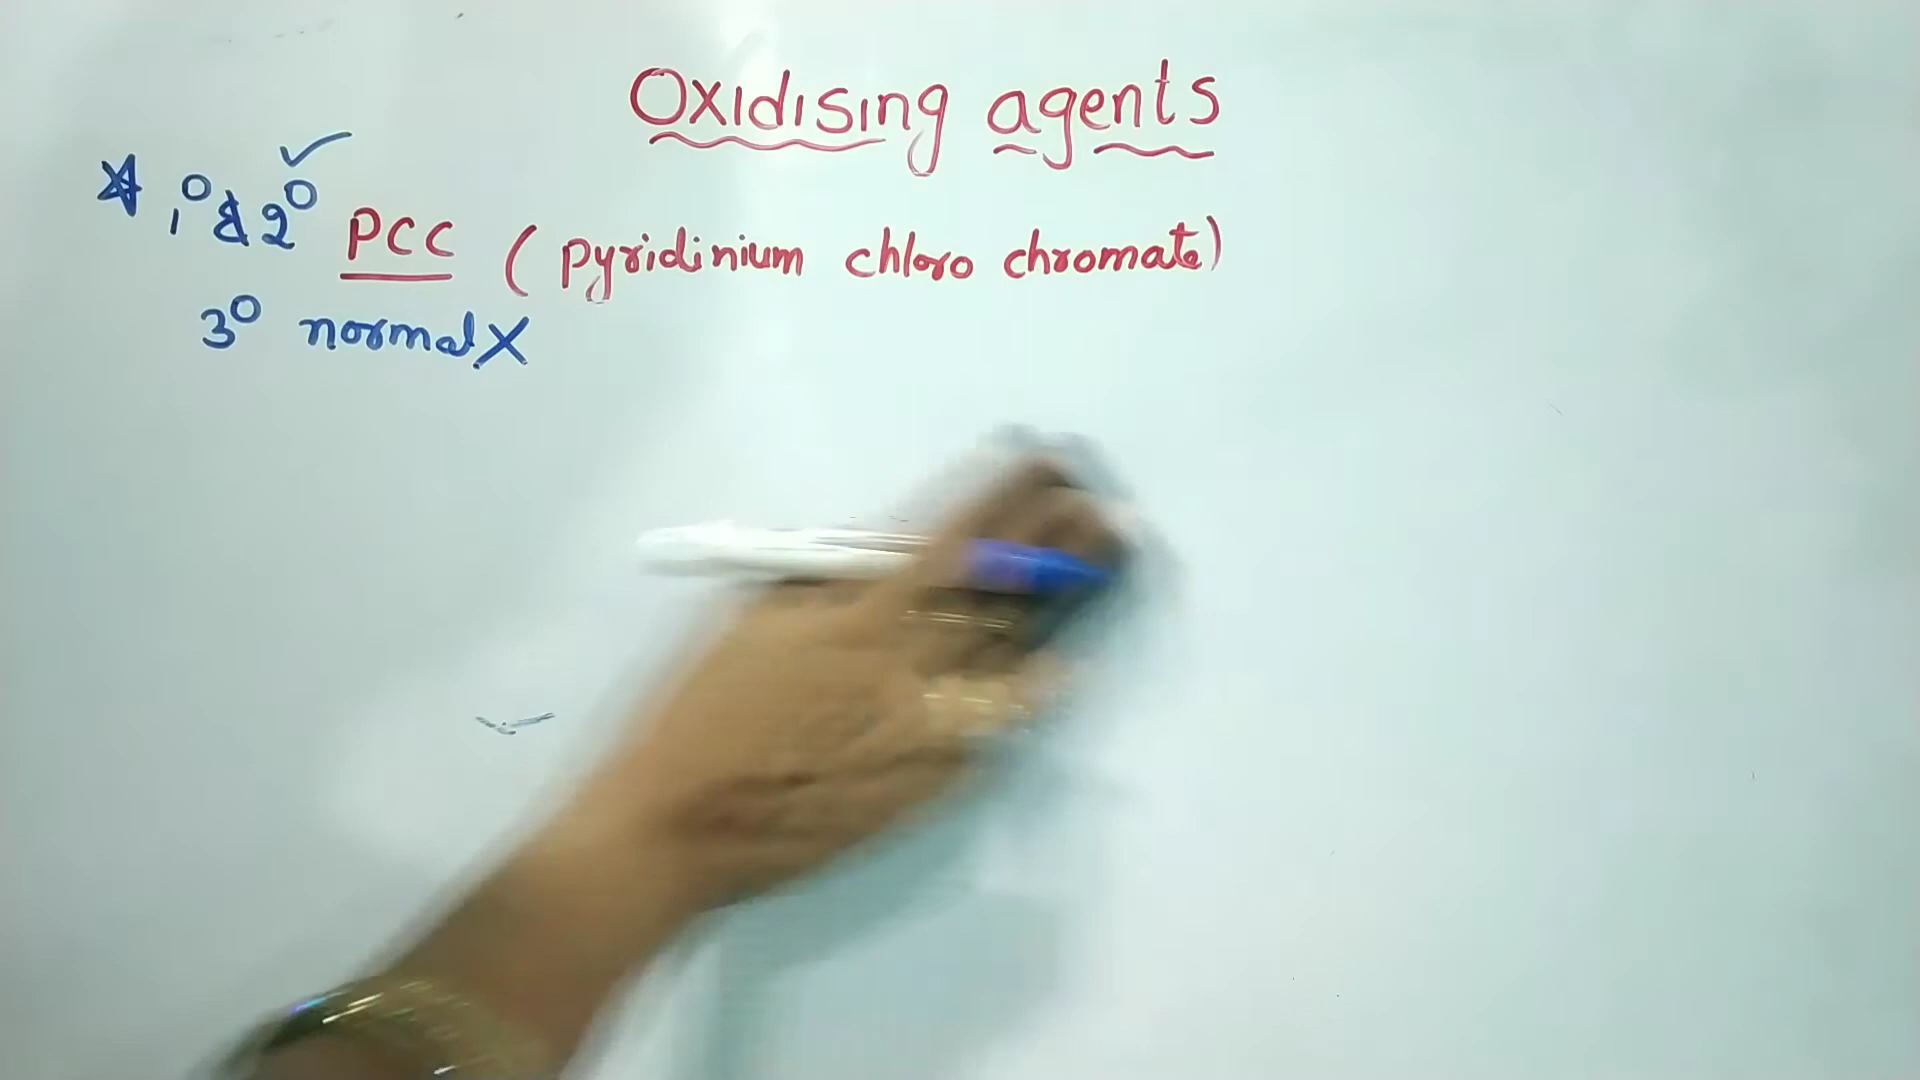 Oxidising agents
1° & 2° PCC (pyridinium chloro chromate)
3° normal X